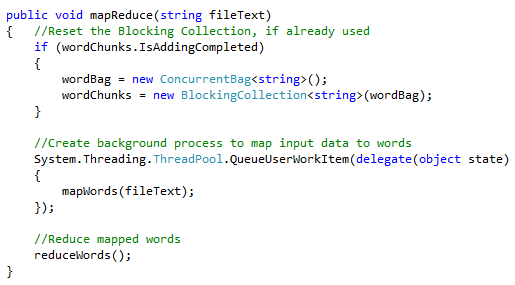 public void mapReduce(string fileText)
{   //Reset the Blocking Collection, if already used
    if (wordChunks.IsAddingCompleted)
    {
        wordBag = new ConcurrentBag<string>();
        wordChunks = new BlockingCollection<string>(wordBag);
    }

    //Create background process to map input data to words
    System.Threading.ThreadPool.QueueUserWorkItem(delegate(object state)
    {
        mapWords(fileText);
    });

    //Reduce mapped words
    reduceWords();
}